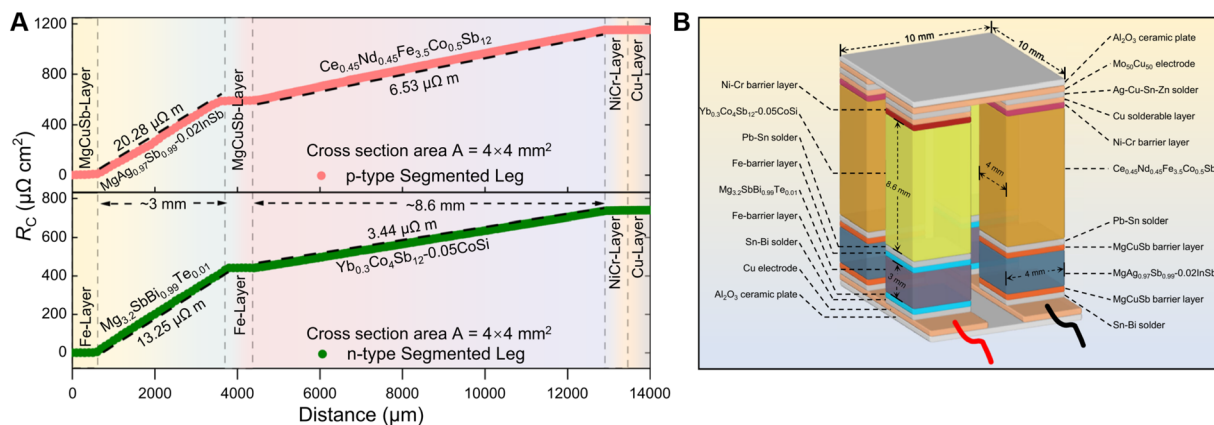 A
R_C (μΩ cm²)
1200
800
400
0
MgCuSb-Layer
20.28 μΩ m
MgAg₀.₉₇Sb₀.₉₉-0.02InSb
MgCuSb-Layer
Ce₀.₄₅Nd₀.₄₅Fe₃.₅Co₀.₅Sb₁₂
6.53 μΩ m
Cross section area A = 4×4 mm²
p-type Segmented Leg
NiCr-Layer
Cu-Layer
800
600
400
200
0
~3 mm
~8.6 mm
Fe-Layer
Mg₃.₂SbBi₀.₉₉Te₀.₀₁
13.25 μΩ m
Fe-Layer
3.44 μΩ m
Yb₀.₃Co₄Sb₁₂-0.05CoSi
Cross section area A = 4×4 mm²
n-type Segmented Leg
NiCr-Layer
Cu-Layer
0 2000 4000 6000 8000 10000 12000 14000
Distance (μm)
B
10 mm
10 mm
Ni-Cr barrier layer
Yb₀.₃Co₄Sb₁₂-0.05CoSi
Pb-Sn solder
Fe-barrier layer
Mg₃.₂SbBi₀.₉₉Te₀.₀₁
Fe-barrier layer
Sn-Bi solder
Cu electrode
Al₂O₃ ceramic plate
8.6 mm
3 mm
4 mm
4 mm
Al₂O₃ ceramic plate
Mo₅₀Cu₅₀ electrode
Ag-Cu-Sn-Zn solder
Cu solderable layer
Ni-Cr barrier layer
Ce₀.₄₅Nd₀.₄₅Fe₃.₅Co₀.₅Sb
Pb-Sn solder
MgCuSb barrier layer
MgAg₀.₉₇Sb₀.₉₉-0.02InSb
MgCuSb barrier layer
Sn-Bi solder